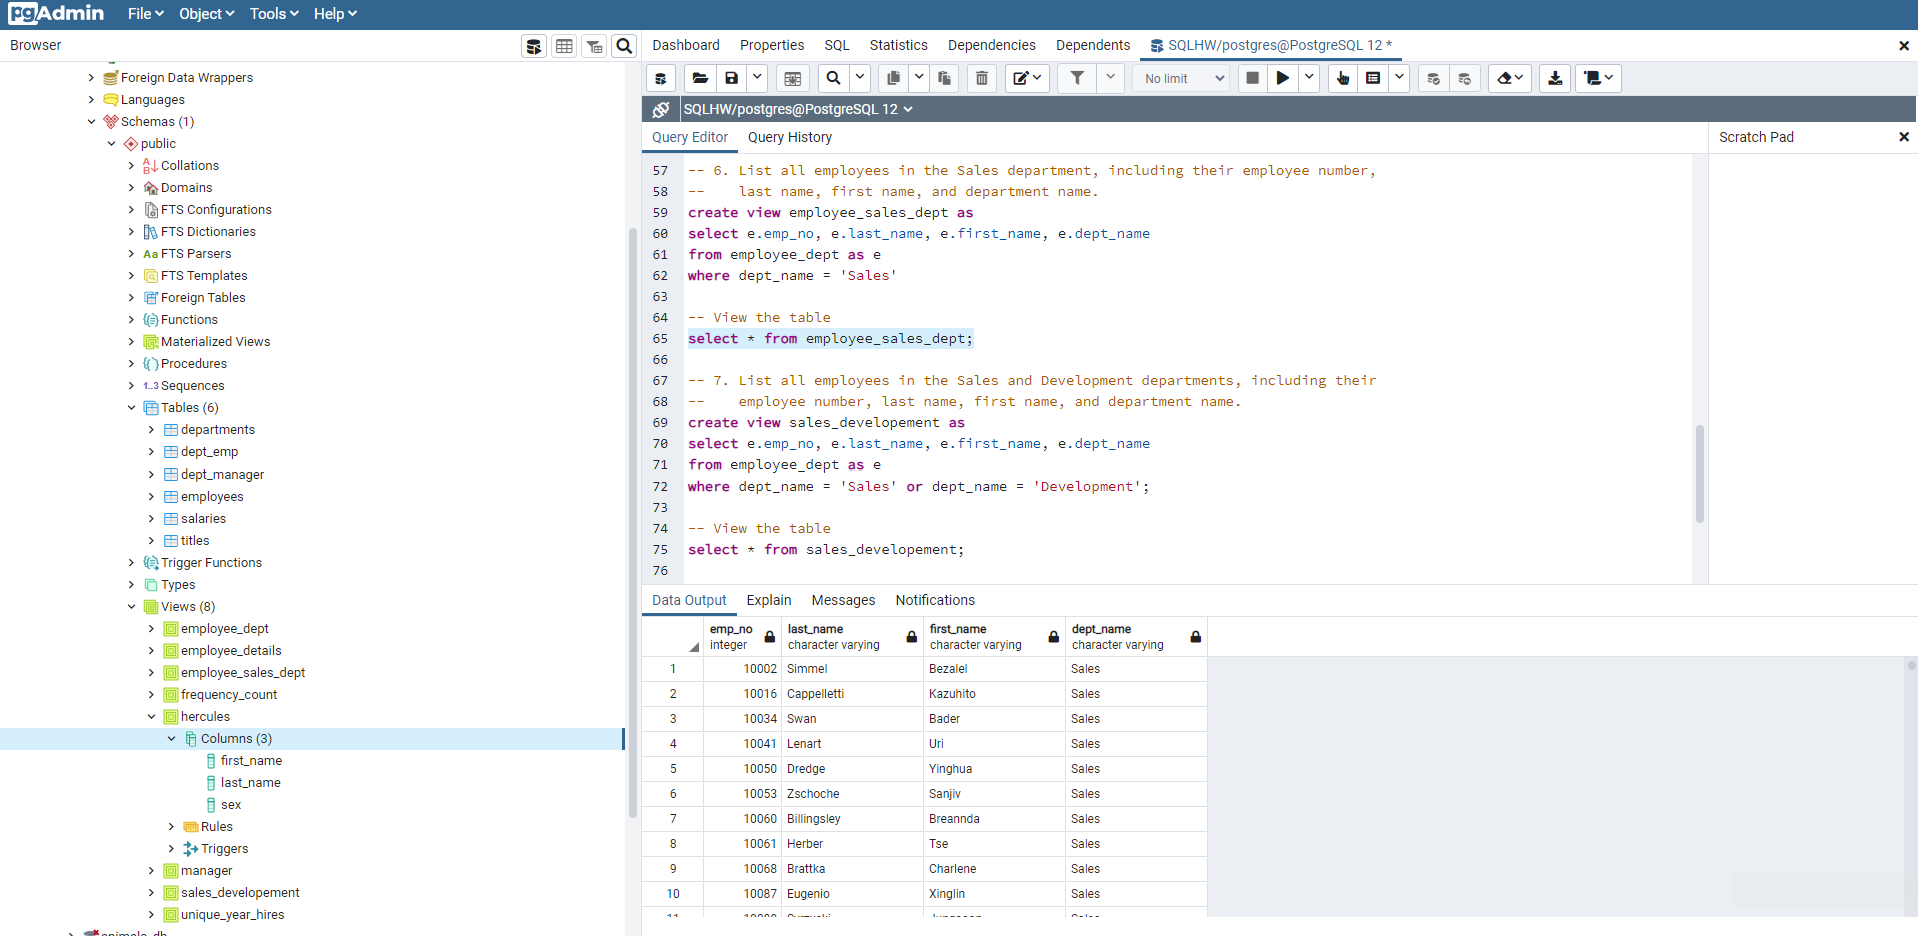 pgAdmin File Object Tools Help
Browser
Dashboard Properties SQL Statistics Dependencies Dependents SQLHW/postgres@PostgreSQL 12 *
No limit
SQLHW/postgres@PostgreSQL 12
Query Editor Query History
Scratch Pad
Foreign Data Wrappers
Languages
Schemas (1)
public
Collations
Domains
FTS Configurations
FTS Dictionaries
Aa FTS Parsers
FTS Templates
Foreign Tables
Functions
Materialized Views
Procedures
1..3 Sequences
Tables (6)
departments
dept_emp
dept_manager
employees
salaries
titles
Trigger Functions
Types
Views (8)
employee_dept
employee_details
employee_sales_dept
frequency_count
hercules
Columns (3)
first_name
last_name
sex
Rules
Triggers
manager
sales_developement
unique_year_hires
57 -- 6. List all employees in the Sales department, including their employee number,
58 --    last name, first name, and department name.
59 create view employee_sales_dept as
60 select e.emp_no, e.last_name, e.first_name, e.dept_name
61 from employee_dept as e
62 where dept_name = 'Sales'
63
64 -- View the table
65 select * from employee_sales_dept;
66
67 -- 7. List all employees in the Sales and Development departments, including their
68 --    employee number, last name, first name, and department name.
69 create view sales_developement as
70 select e.emp_no, e.last_name, e.first_name, e.dept_name
71 from employee_dept as e
72 where dept_name = 'Sales' or dept_name = 'Development';
73
74 -- View the table
75 select * from sales_developement;
76
Data Output Explain Messages Notifications
emp_no last_name first_name dept_name
integer character varying character varying character varying
1 10002 Simmel Bezalel Sales
2 10016 Cappelletti Kazuhito Sales
3 10034 Swan Bader Sales
4 10041 Lenart Uri Sales
5 10050 Dredge Yinghua Sales
6 10053 Zschoche Sanjiv Sales
7 10060 Billingsley Breannda Sales
8 10061 Herber Tse Sales
9 10068 Brattka Charlene Sales
10 10087 Eugenio Xinglin Sales